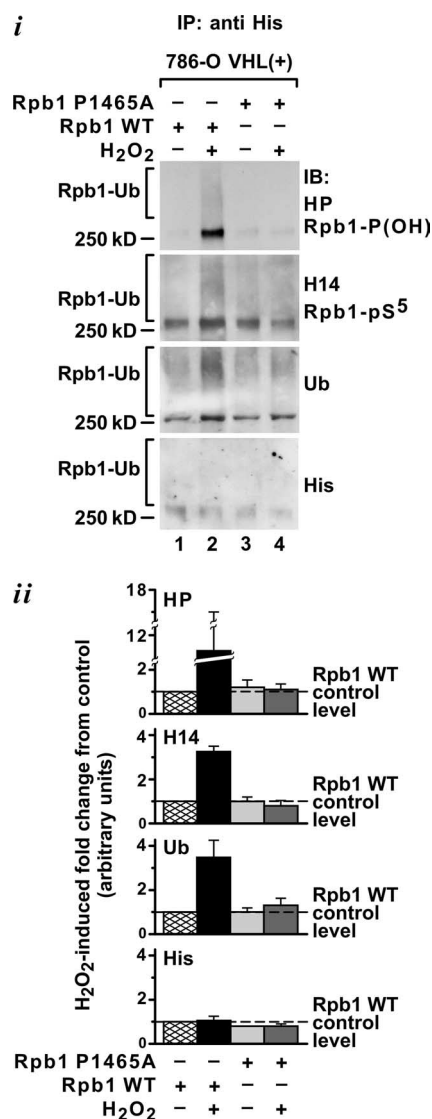 i
IP: anti His
786-O VHL(+)
Rpb1 P1465A – – + +
Rpb1 WT + + – –
H₂O₂ – + – +
Rpb1-Ub
250 kD
IB:
HP
Rpb1-P(OH)
Rpb1-Ub
250 kD
H14
Rpb1-pS⁵
Rpb1-Ub
250 kD
Ub
Rpb1-Ub
250 kD
His
1 2 3 4
ii
H₂O₂-induced fold change from control
(arbitrary units)
18
12
2
0
HP
Rpb1 WT
control
level
4
2
0
H14
Rpb1 WT
control
level
4
2
0
Ub
Rpb1 WT
control
level
4
2
0
His
Rpb1 WT
control
level
Rpb1 P1465A – – + +
Rpb1 WT + + – –
H₂O₂ – + – +